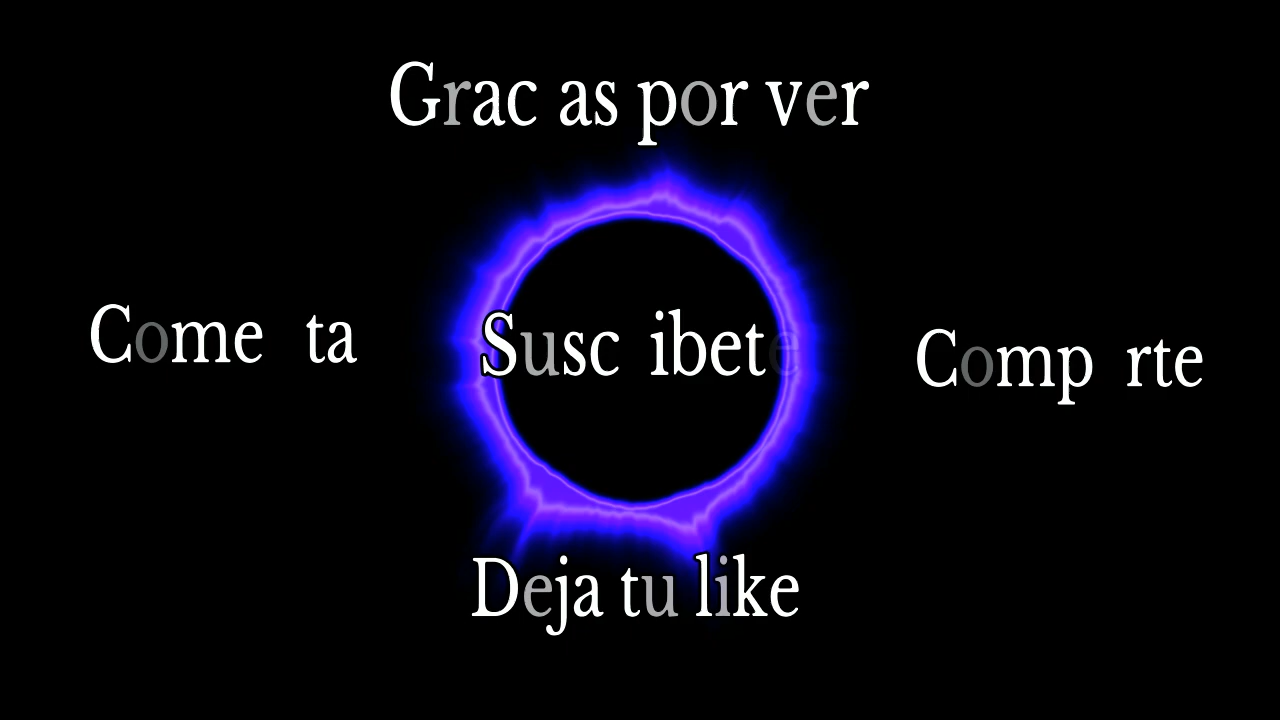 Grac as por ver
Come ta
Susc ibete
Comp rte
Deja tu like